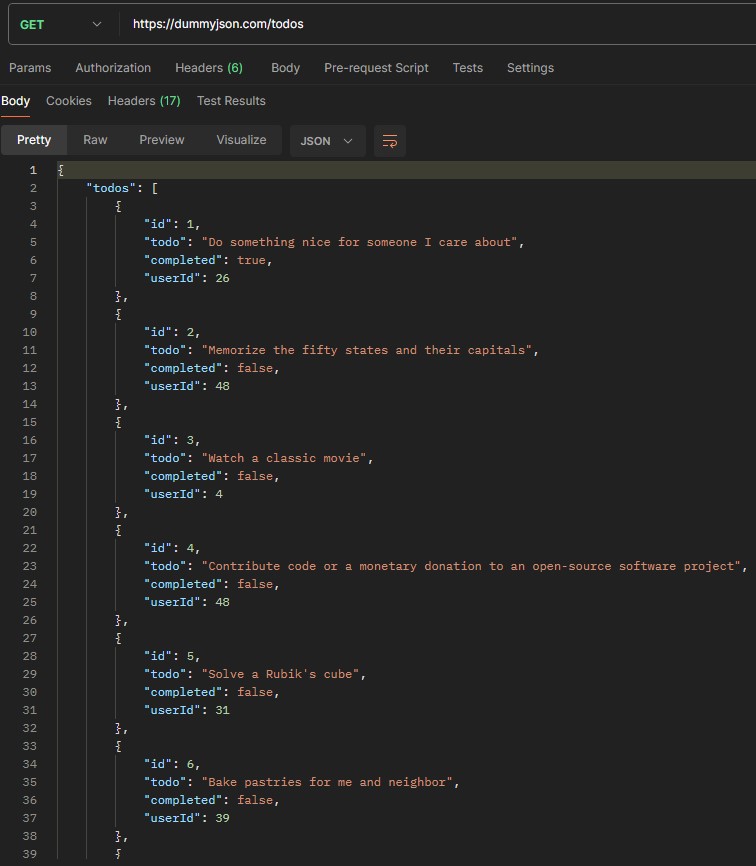 GET https://dummyjson.com/todos
Params Authorization Headers (6) Body Pre-request Script Tests Settings
Body Cookies Headers (17) Test Results
Pretty Raw Preview Visualize JSON
1 {
2 "todos": [
3 {
4 "id": 1,
5 "todo": "Do something nice for someone I care about",
6 "completed": true,
7 "userId": 26
8 },
9 {
10 "id": 2,
11 "todo": "Memorize the fifty states and their capitals",
12 "completed": false,
13 "userId": 48
14 },
15 {
16 "id": 3,
17 "todo": "Watch a classic movie",
18 "completed": false,
19 "userId": 4
20 },
21 {
22 "id": 4,
23 "todo": "Contribute code or a monetary donation to an open-source software project",
24 "completed": false,
25 "userId": 48
26 },
27 {
28 "id": 5,
29 "todo": "Solve a Rubik's cube",
30 "completed": false,
31 "userId": 31
32 },
33 {
34 "id": 6,
35 "todo": "Bake pastries for me and neighbor",
36 "completed": false,
37 "userId": 39
38 },
39 {